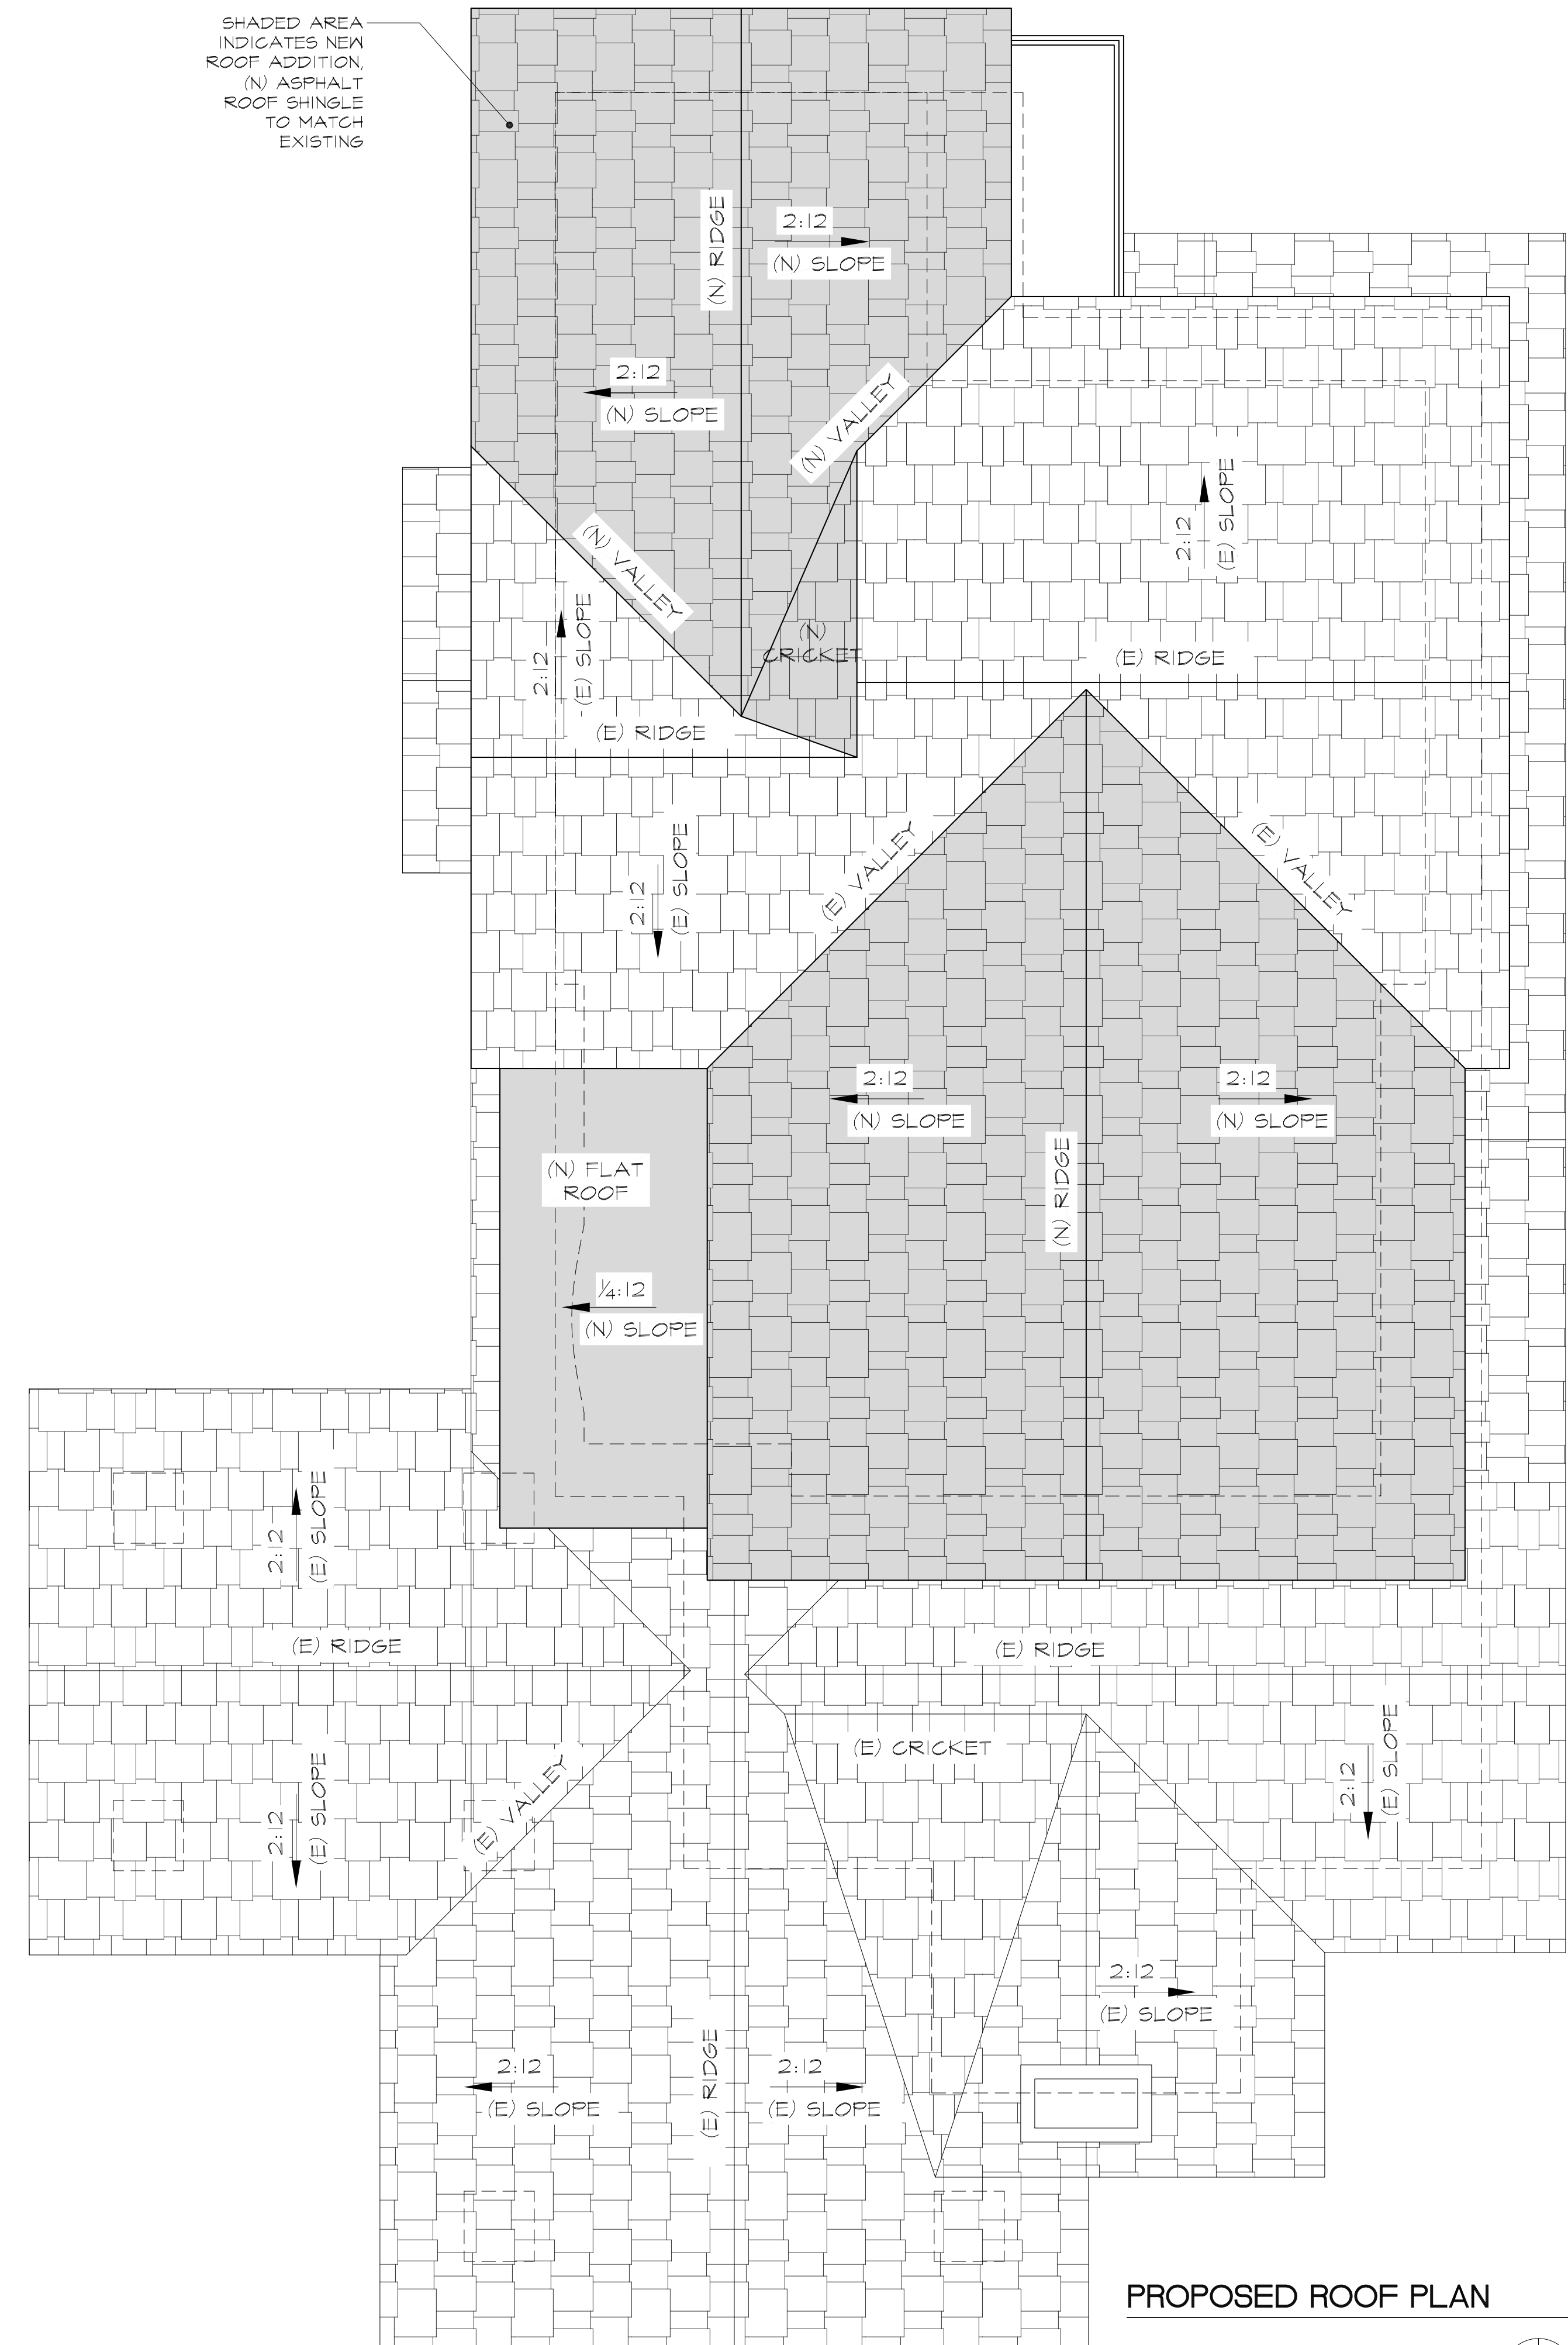 SHADED AREA
INDICATES NEW
ROOF ADDITION,
(N) ASPHALT
ROOF SHINGLE
TO MATCH
EXISTING
(N) RIDGE
2:12
(N) SLOPE
2:12
(N) SLOPE
(N) VALLEY
(N) VALLEY
2:12
(E) SLOPE
2:12
(E) SLOPE
(N)
CRICKET
(E) RIDGE
(E) RIDGE
2:12
(E) SLOPE
(E) VALLEY
(E) VALLEY
2:12
(N) SLOPE
2:12
(N) SLOPE
(N) RIDGE
(N) FLAT
ROOF
1/4:12
(N) SLOPE
2:12
(E) SLOPE
(E) RIDGE
(E) RIDGE
2:12
(E) SLOPE
(E) VALLEY
(E) CRICKET
2:12
(E) SLOPE
2:12
(E) SLOPE
2:12
(E) SLOPE
(E) RIDGE
2:12
(E) SLOPE
PROPOSED ROOF PLAN